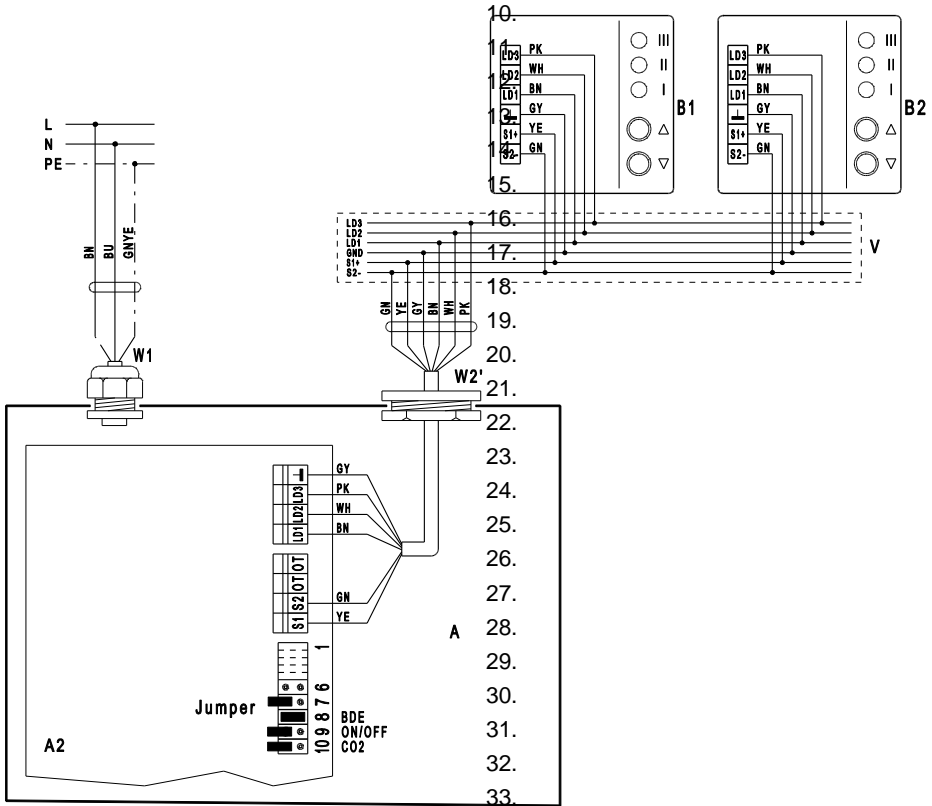 10.
11.
12.
13.
14.
15.
16.
17.
18.
19.
20.
21.
22.
23.
24.
25.
26.
27.
28.
29.
30.
31.
32.
33.
LD3 PK
LD2 WH
LD1 BN
GY
S1+ YE
S2- GN
III
II
I
△
▽
B1
LD3 PK
LD2 WH
LD1 BN
GY
S1+ YE
S2- GN
III
II
I
△
▽
B2
L
N
PE
BN
BU
GNYE
W1
LD3
LD2
LD1
GND
S1+
S2-
V
GN
YE
GY
BN
WH
PK
W2'
GY
LD3 PK
LD2 WH
LD1 BN
OT
OT
S2 GN
S1 YE
A
1
6
7
8 BDE
9 ON/OFF
10 CO2
Jumper
A2